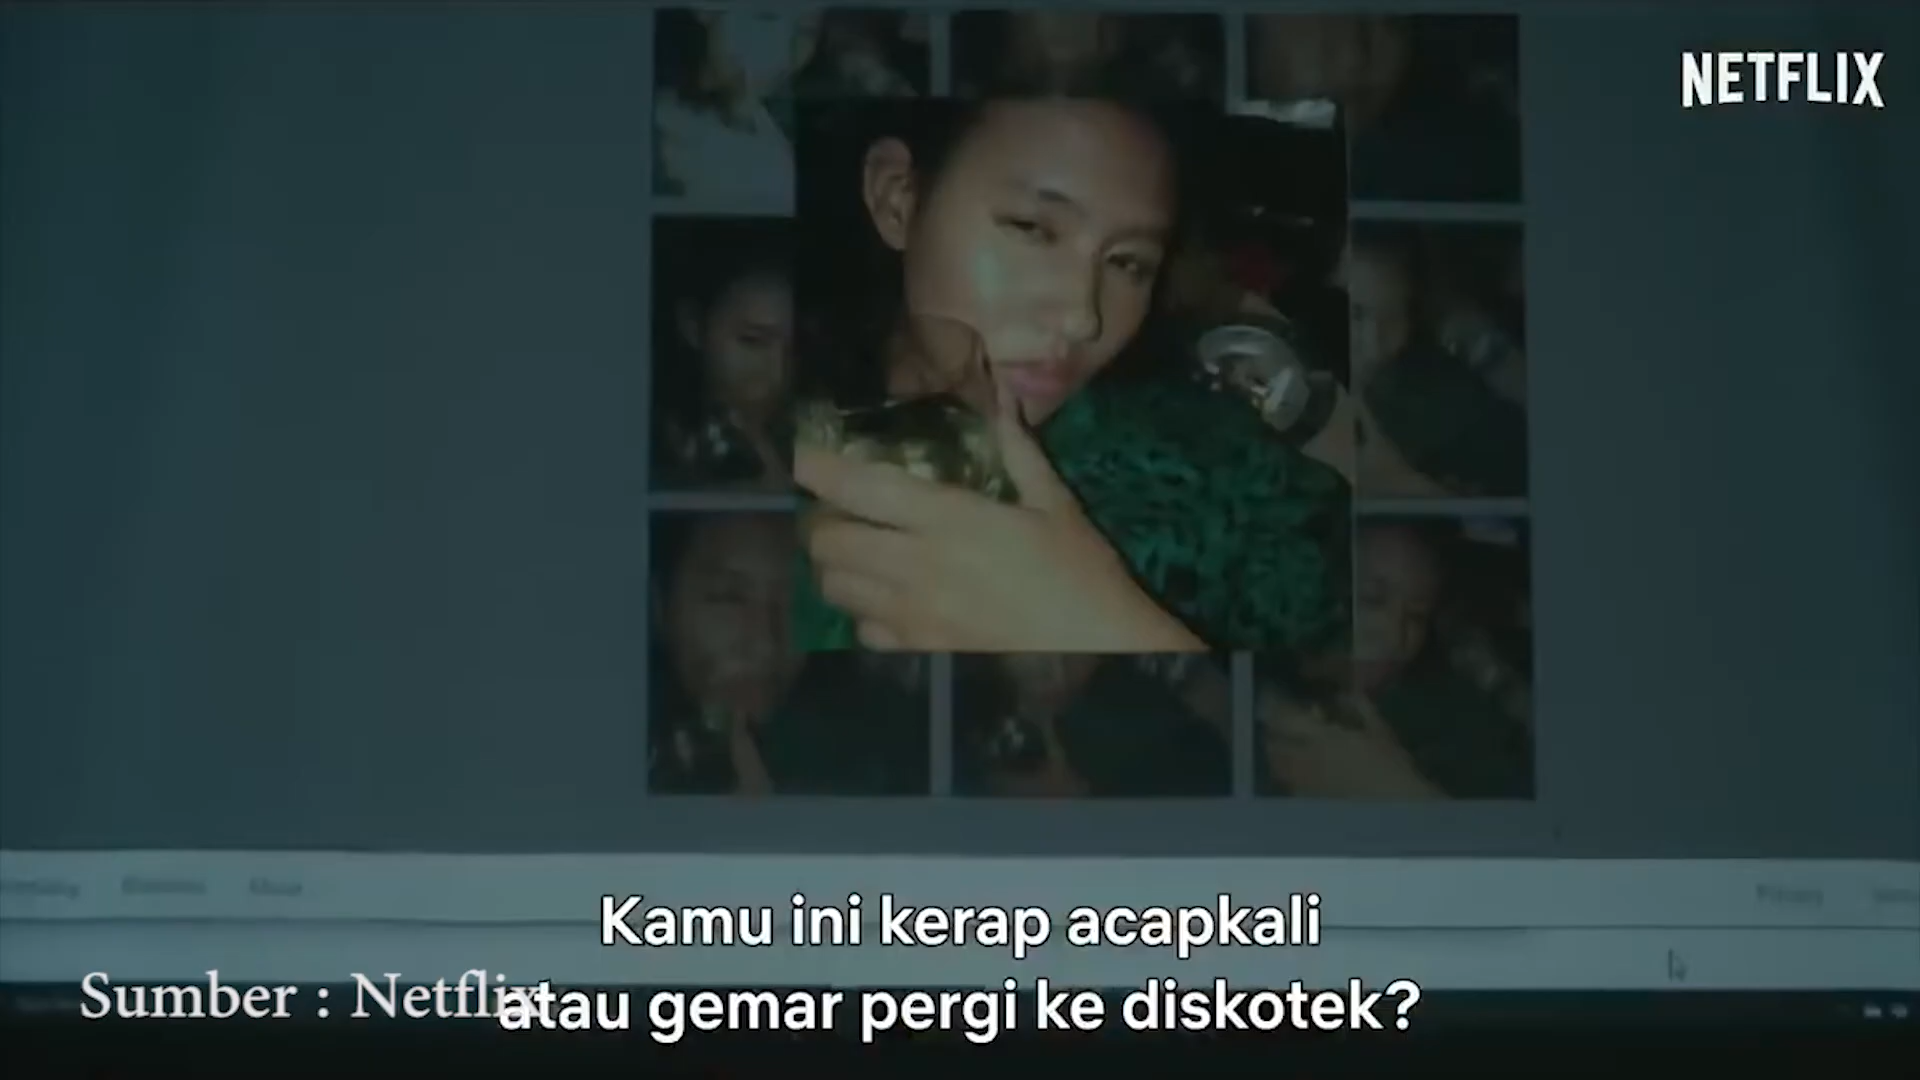 NETFLIX
Kamu ini kerap acapkali
atau gemar pergi ke diskotek?
Sumber : Netflix